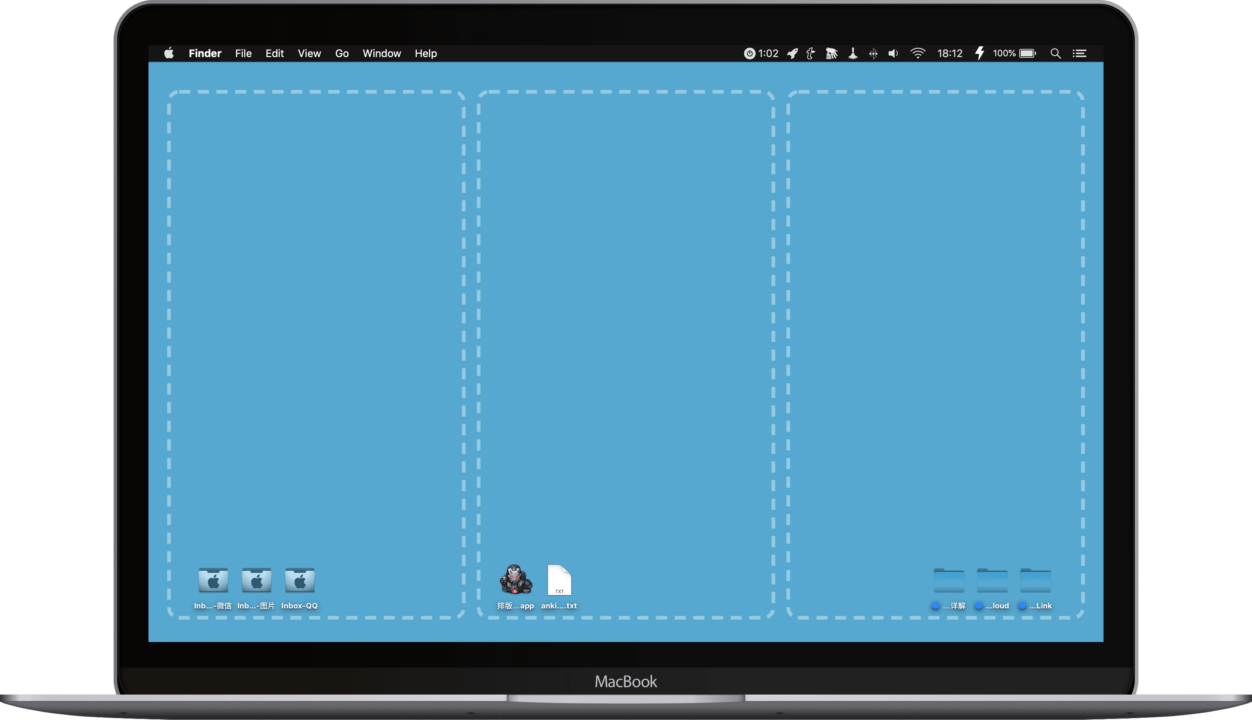 Finder File Edit View Go Window Help 1:02 18:12 100%
Inb...-微信 Inb...-图片 Inbox-QQ
TXT
排版...app anki....txt
...详解 ...loud ...Link
MacBook